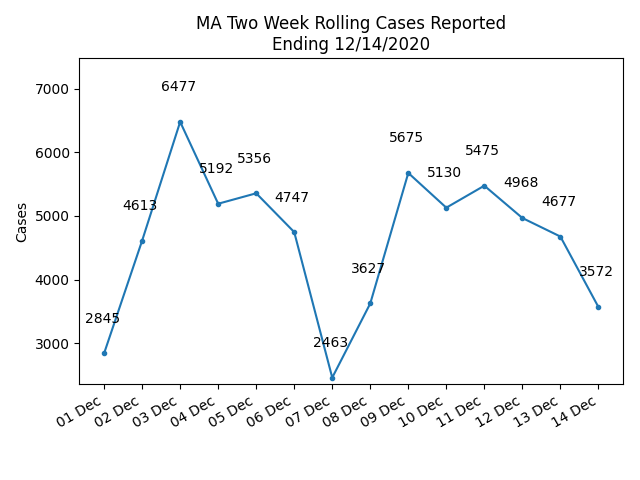 MA Two Week Rolling Cases Reported
Ending 12/14/2020
Cases
7000
6000
5000
4000
3000
2845
4613
6477
5192
5356
4747
2463
3627
5675
5130
5475
4968
4677
3572
01 Dec
02 Dec
03 Dec
04 Dec
05 Dec
06 Dec
07 Dec
08 Dec
09 Dec
10 Dec
11 Dec
12 Dec
13 Dec
14 Dec